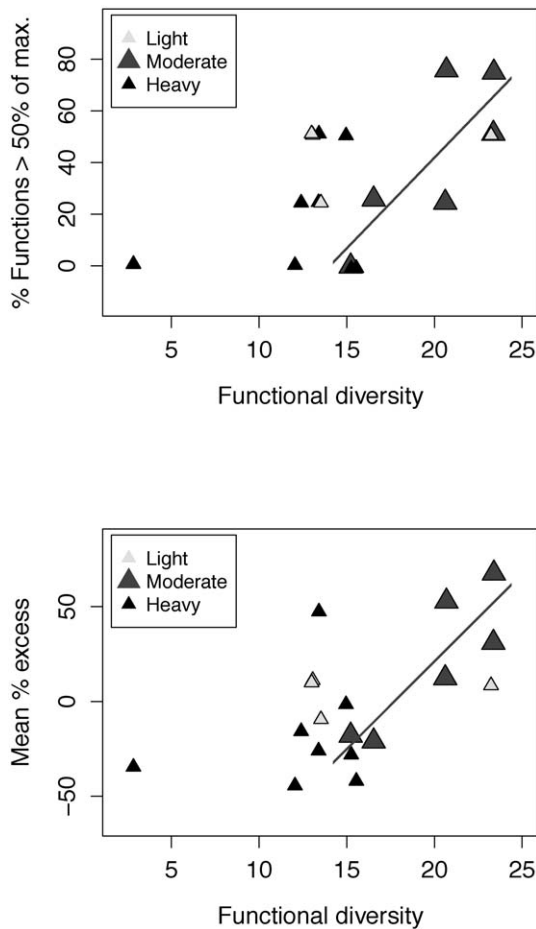 % Functions > 50% of max.
80
60
40
20
0
Light
Moderate
Heavy
5 10 15 20 25
Functional diversity
Mean % excess
50
0
−50
Light
Moderate
Heavy
5 10 15 20 25
Functional diversity